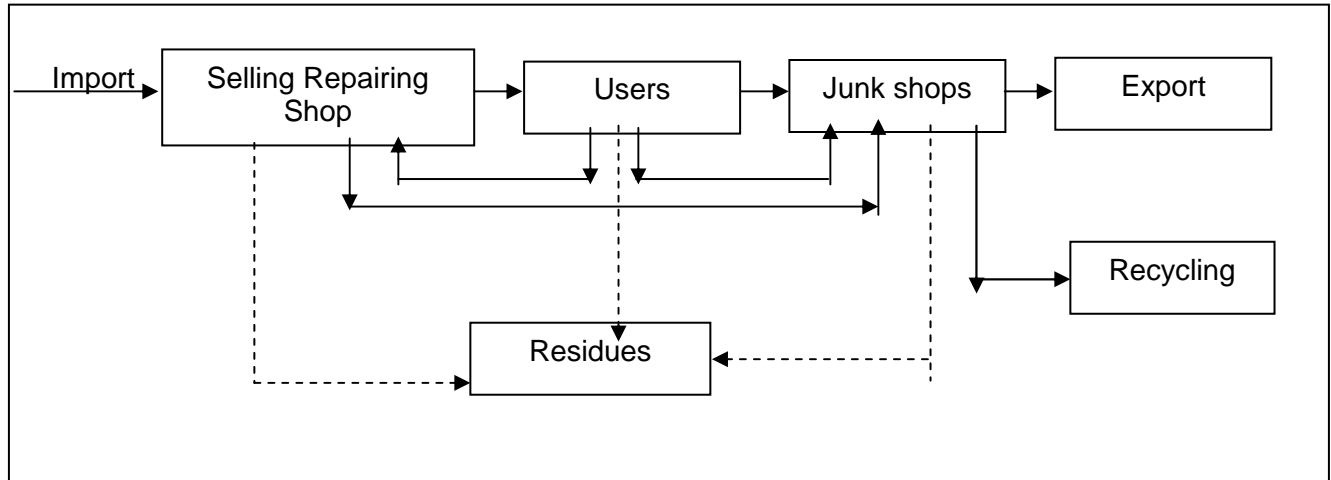 Import
Selling Repairing
Shop
Users
Junk shops
Export
Recycling
Residues